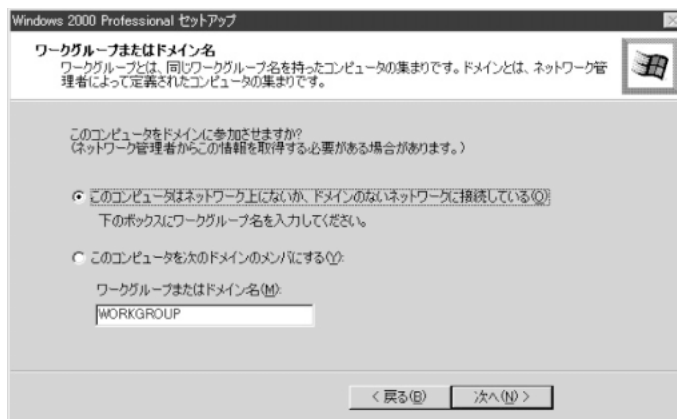 Windows 2000 Professional セットアップ
ワークグループまたはドメイン名
ワークグループとは、同じワークグループ名を持ったコンピュータの集まりです。ドメインとは、ネットワーク管
理者によって定義されたコンピュータの集まりです。
このコンピュータをドメインに参加させますか?
(ネットワーク管理者からこの情報を取得する必要がある場合があります。)
このコンピュータはネットワーク上にないか、ドメインのないネットワークに接続している(O)
下のボックスにワークグループ名を入力してください。
このコンピュータを次のドメインのメンバにする(Y):
ワークグループまたはドメイン名(M):
WORKGROUP
< 戻る(B)
次へ(N) >